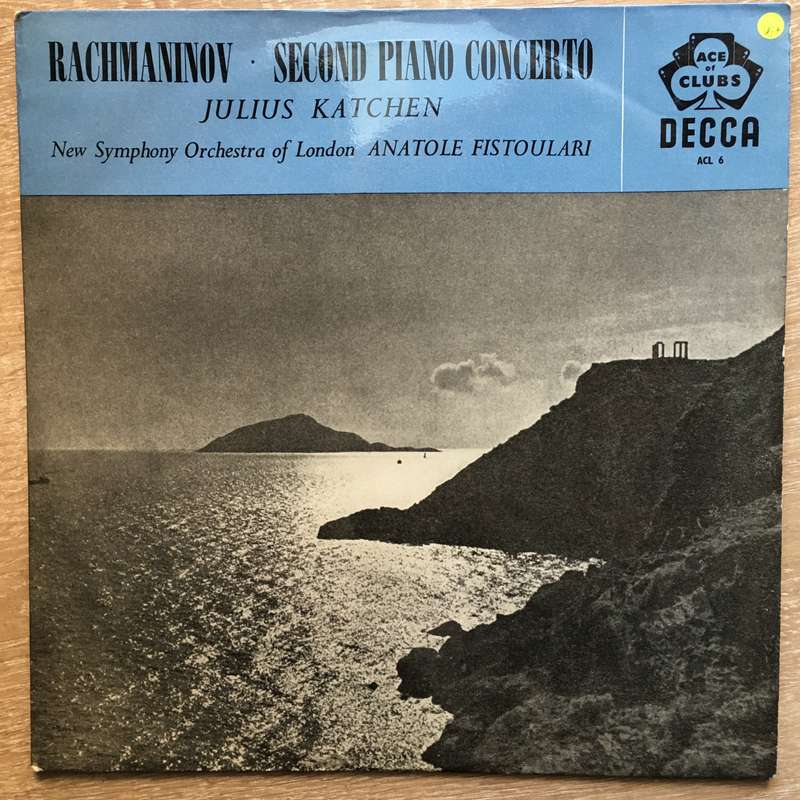 RACHMANINOV · SECOND PIANO CONCERTO
JULIUS KATCHEN
New Symphony Orchestra of London ANATOLE FISTOULARI
ACE
of
CLUBS
DECCA
ACL 6